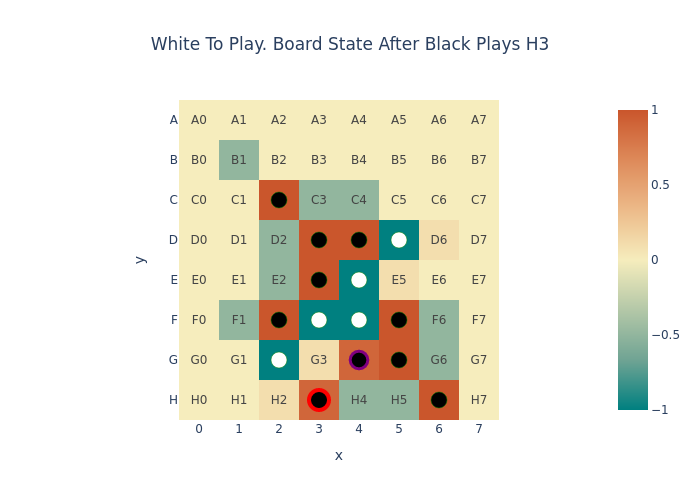 White To Play. Board State After Black Plays H3
A A0 A1 A2 A3 A4 A5 A6 A7
B B0 B1 B2 B3 B4 B5 B6 B7
C C0 C1 C3 C4 C5 C6 C7
D D0 D1 D2 D6 D7
E E0 E1 E2 E5 E6 E7
F F0 F1 F6 F7
G G0 G1 G3 G6 G7
H H0 H1 H2 H4 H5 H7
0 1 2 3 4 5 6 7
x
y
1
0.5
0
−0.5
−1